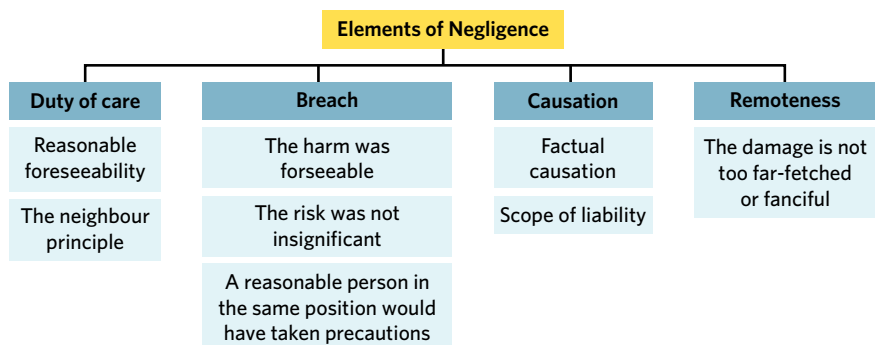 Elements of Negligence
Duty of care
Reasonable
foreseeability
The neighbour
principle
Breach
The harm was
forseeable
The risk was not
insignificant
A reasonable person in
the same position would
have taken precautions
Causation
Factual
causation
Scope of liability
Remoteness
The damage is not
too far-fetched
or fanciful